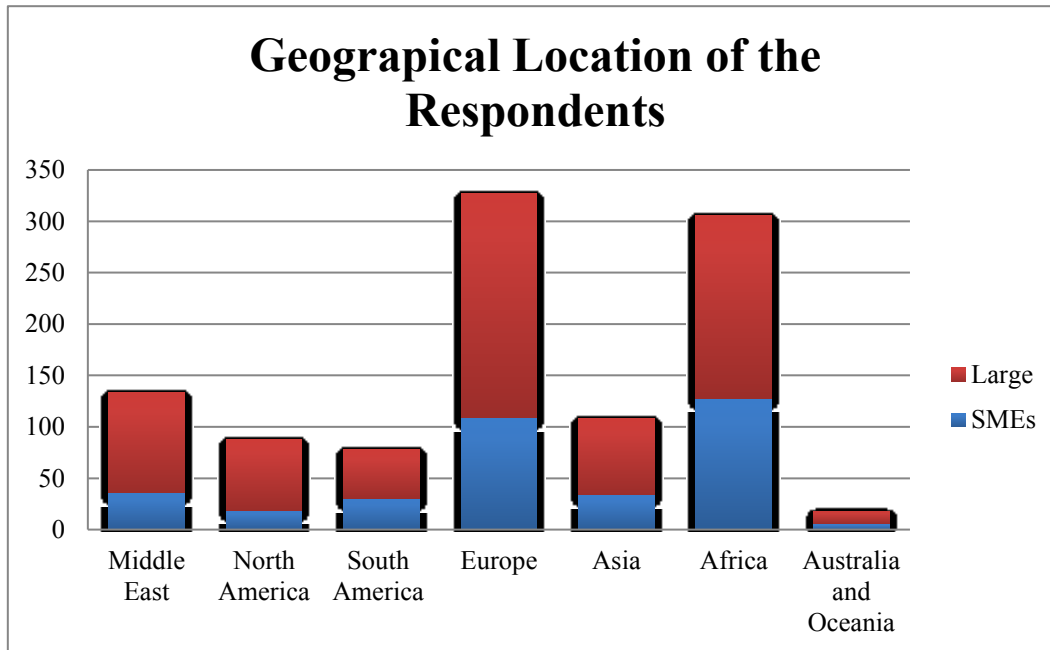 Geograpical Location of the
Respondents
350
300
250
200
150
100
50
0
Middle
East
North
America
South
America
Europe
Asia
Africa
Australia
and
Oceania
Large
SMEs